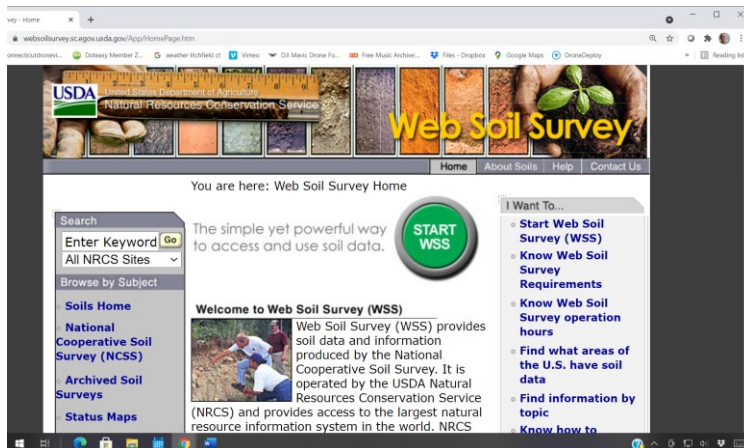 vey - Home
websoilsurvey.sc.egov.usda.gov/App/HomePage.htm
onnecticutdronevi...
Doteasy Member Z...
weather litchfield ct
Vimeo
DJI Mavic Drone Fo...
Free Music Archive:...
Files - Dropbox
Google Maps
DroneDeploy
Reading list
USDA
United States Department of Agriculture
Natural Resources Conservation Service
Web Soil Survey
Home
About Soils
Help
Contact Us
You are here: Web Soil Survey Home
Search
Enter Keyword
Go
All NRCS Sites
Browse by Subject
Soils Home
National
Cooperative Soil
Survey (NCSS)
Archived Soil
Surveys
Status Maps
The simple yet powerful way
to access and use soil data.
START
WSS
Welcome to Web Soil Survey (WSS)
Web Soil Survey (WSS) provides
soil data and information
produced by the National
Cooperative Soil Survey. It is
operated by the USDA Natural
Resources Conservation Service
(NRCS) and provides access to the largest natural
resource information system in the world. NRCS
I Want To...
Start Web Soil
Survey (WSS)
Know Web Soil
Survey
Requirements
Know Web Soil
Survey operation
hours
Find what areas of
the U.S. have soil
data
Find information by
topic
Know how to